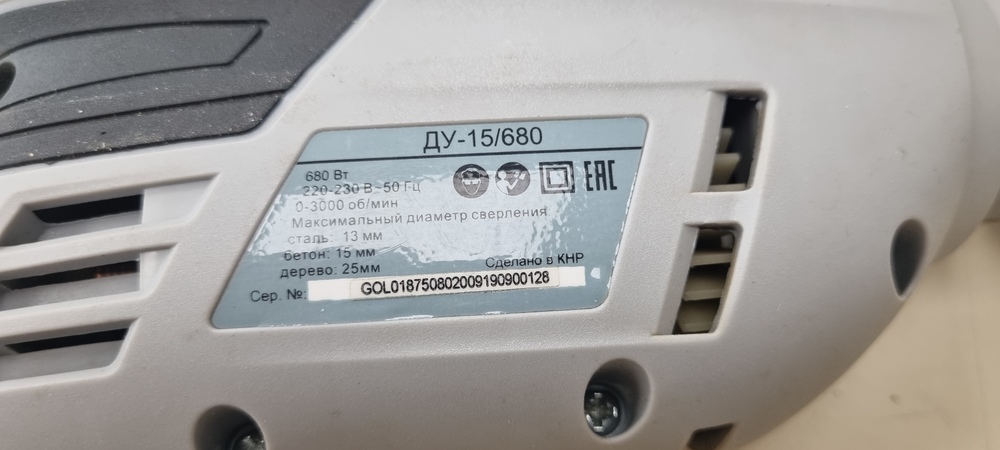 ДУ-15/680
680 Вт
220-230 В~50 Гц
0-3000 об/мин
Максимальный диаметр сверления:
сталь: 13 мм
бетон: 15 мм
дерево: 25мм
Сделано в КНР
Сер. №: GOL018750802009190900128
EAC